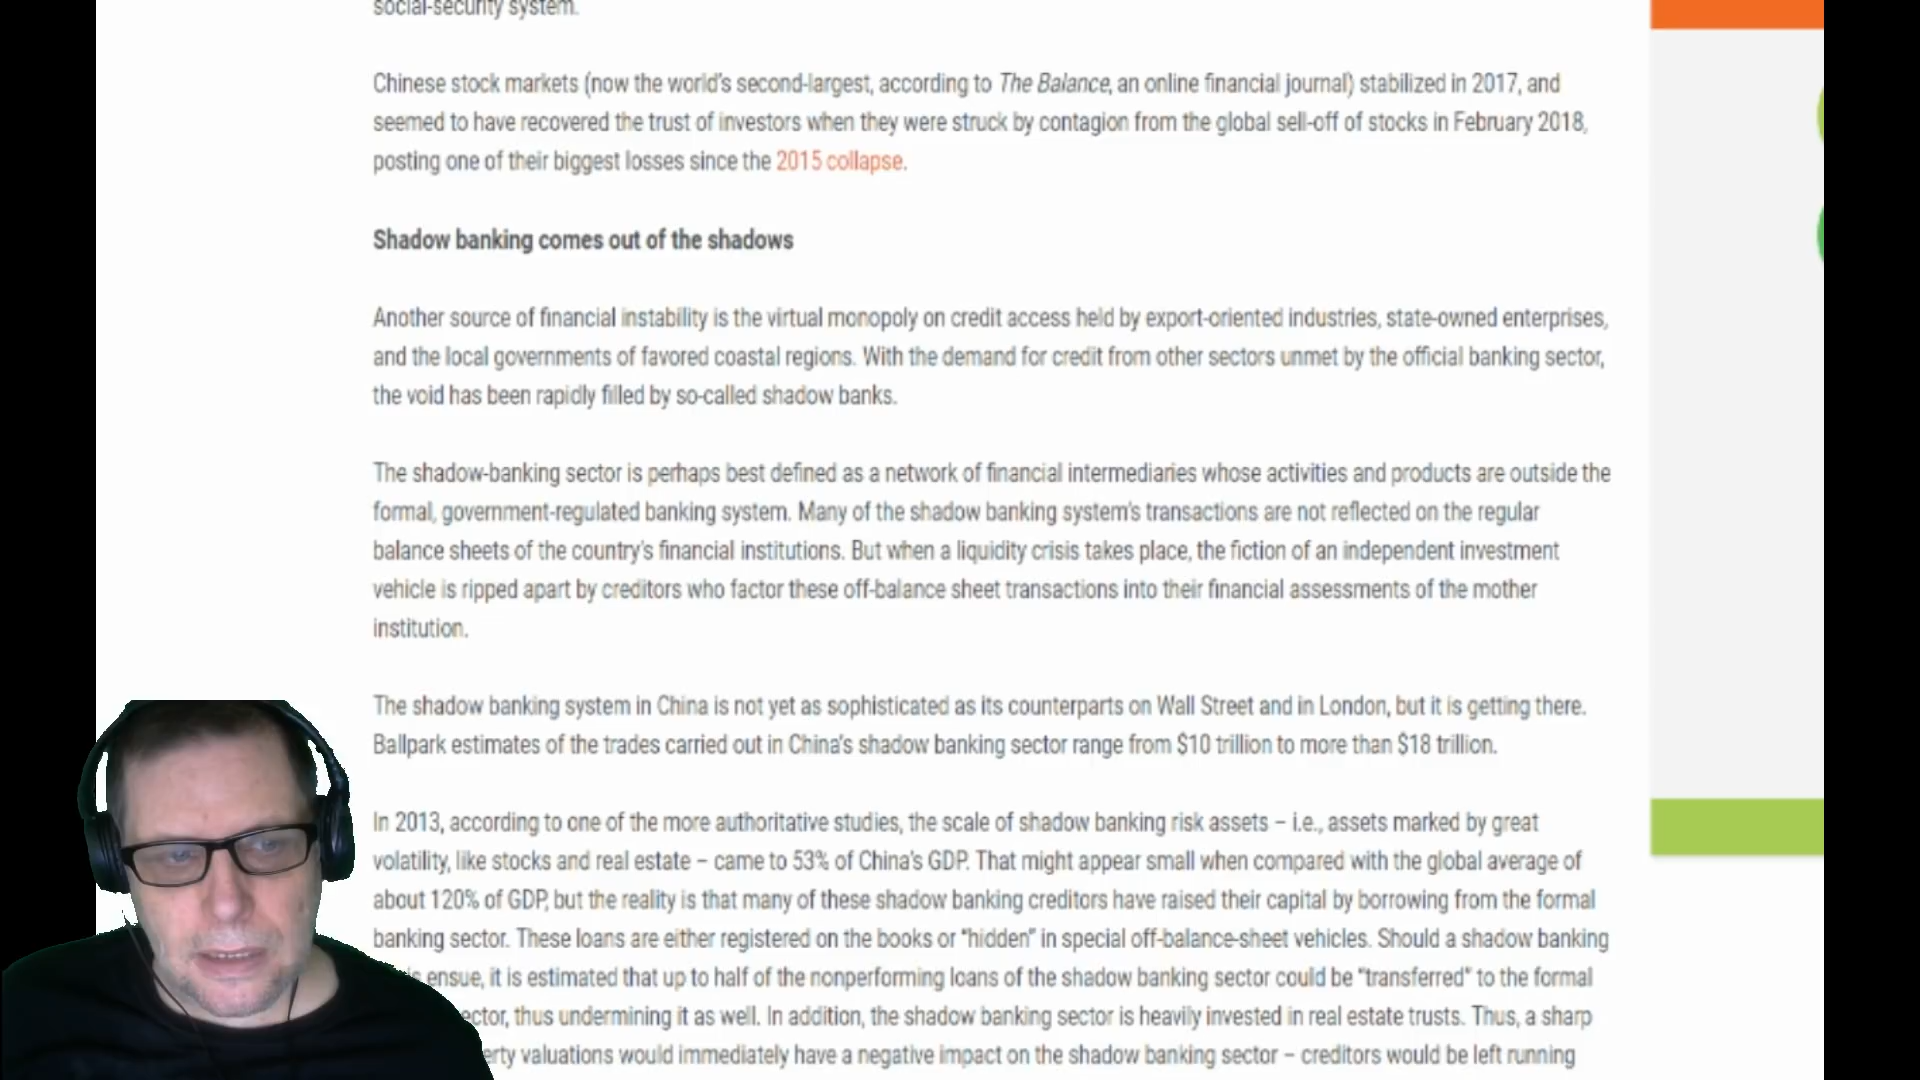 social-security system.
Chinese stock markets (now the world's second-largest, according to The Balance, an online financial journal) stabilized in 2017, and
seemed to have recovered the trust of investors when they were struck by contagion from the global sell-off of stocks in February 2018,
posting one of their biggest losses since the 2015 collapse.
Shadow banking comes out of the shadows
Another source of financial instability is the virtual monopoly on credit access held by export-oriented industries, state-owned enterprises,
and the local governments of favored coastal regions. With the demand for credit from other sectors unmet by the official banking sector,
the void has been rapidly filled by so-called shadow banks.
The shadow-banking sector is perhaps best defined as a network of financial intermediaries whose activities and products are outside the
formal, government-regulated banking system. Many of the shadow banking system's transactions are not reflected on the regular
balance sheets of the country's financial institutions. But when a liquidity crisis takes place, the fiction of an independent investment
vehicle is ripped apart by creditors who factor these off-balance sheet transactions into their financial assessments of the mother
institution.
The shadow banking system in China is not yet as sophisticated as its counterparts on Wall Street and in London, but it is getting there.
Ballpark estimates of the trades carried out in China's shadow banking sector range from $10 trillion to more than $18 trillion.
In 2013, according to one of the more authoritative studies, the scale of shadow banking risk assets – i.e., assets marked by great
volatility, like stocks and real estate – came to 53% of China's GDP. That might appear small when compared with the global average of
about 120% of GDP, but the reality is that many of these shadow banking creditors have raised their capital by borrowing from the formal
banking sector. These loans are either registered on the books or "hidden" in special off-balance-sheet vehicles. Should a shadow banking
ensue, it is estimated that up to half of the nonperforming loans of the shadow banking sector could be "transferred" to the formal
ector, thus undermining it as well. In addition, the shadow banking sector is heavily invested in real estate trusts. Thus, a sharp
erty valuations would immediately have a negative impact on the shadow banking sector – creditors would be left running